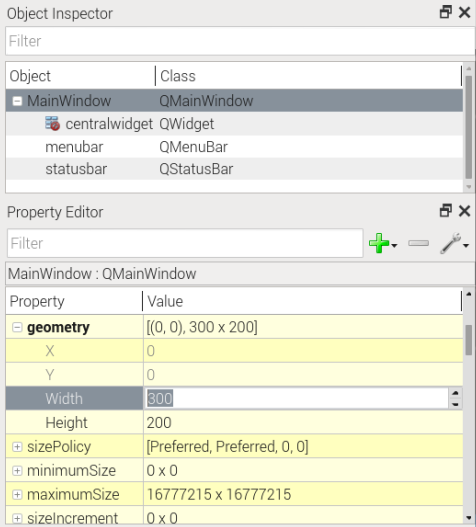 Object Inspector
Filter
Object Class
MainWindow QMainWindow
centralwidget QWidget
menubar QMenuBar
statusbar QStatusBar
Property Editor
Filter
MainWindow : QMainWindow
Property Value
geometry [(0, 0), 300 x 200]
X 0
Y 0
Width 300
Height 200
sizePolicy [Preferred, Preferred, 0, 0]
minimumSize 0 x 0
maximumSize 16777215 x 16777215
sizeIncrement 0 x 0